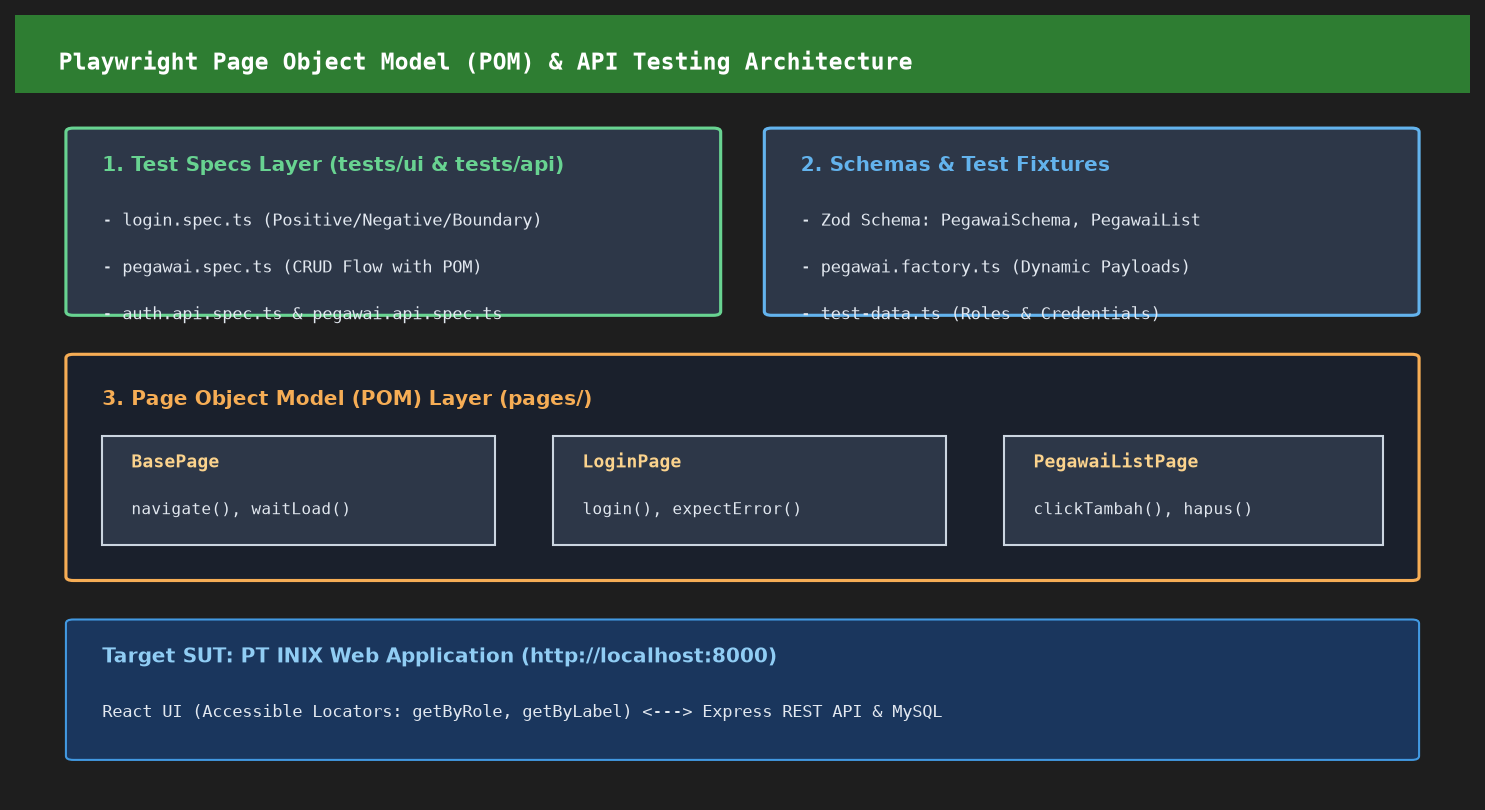 Playwright Page Object Model (POM) & API Testing Architecture
1. Test Specs Layer (tests/ui & tests/api)
- login.spec.ts (Positive/Negative/Boundary)
- pegawai.spec.ts (CRUD Flow with POM)
- auth.api.spec.ts & pegawai.api.spec.ts
2. Schemas & Test Fixtures
- Zod Schema: PegawaiSchema, PegawaiList
- pegawai.factory.ts (Dynamic Payloads)
- test-data.ts (Roles & Credentials)
3. Page Object Model (POM) Layer (pages/)
BasePage
navigate(), waitLoad()
LoginPage
login(), expectError()
PegawaiListPage
clickTambah(), hapus()
Target SUT: PT INIX Web Application (http://localhost:8000)
React UI (Accessible Locators: getByRole, getByLabel) <---> Express REST API & MySQL